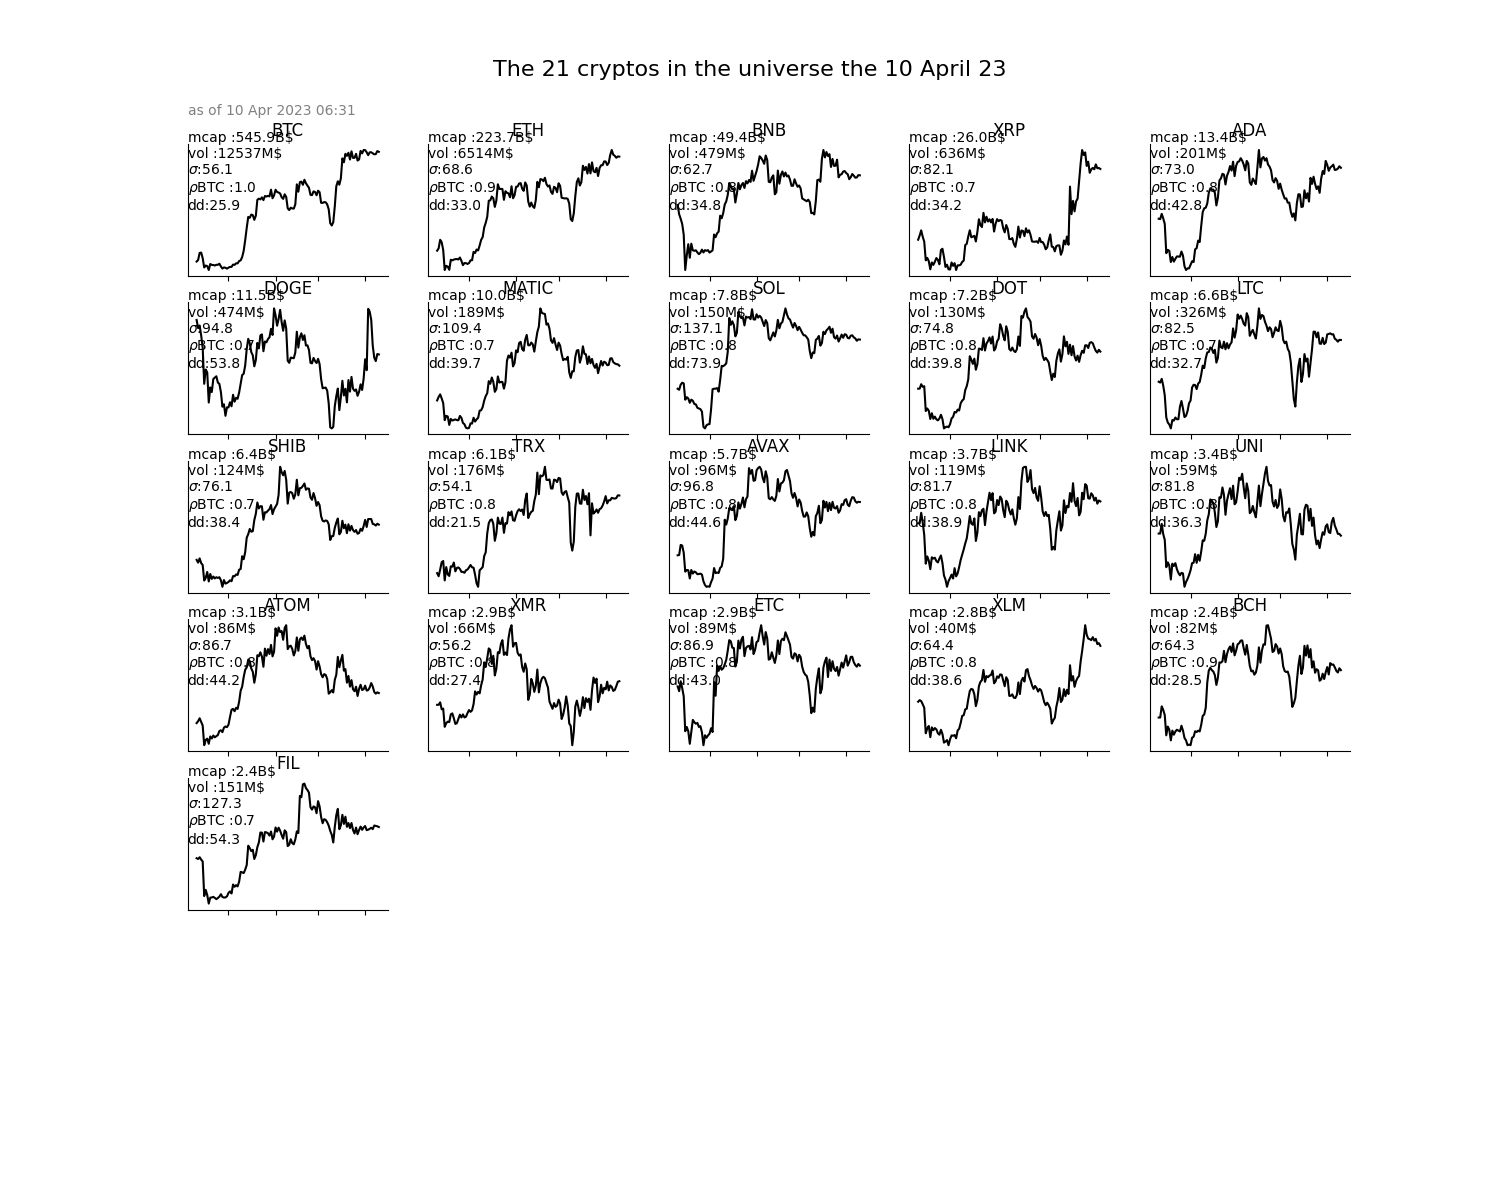 The 21 cryptos in the universe the 10 April 23
as of 10 Apr 2023 06:31
BTC
mcap :545.9B$
vol :12537M$
σ:56.1
ρBTC :1.0
dd:25.9
ETH
mcap :223.7B$
vol :6514M$
σ:68.6
ρBTC :0.9
dd:33.0
BNB
mcap :49.4B$
vol :479M$
σ:62.7
ρBTC :0.8
dd:34.8
XRP
mcap :26.0B$
vol :636M$
σ:82.1
ρBTC :0.7
dd:34.2
ADA
mcap :13.4B$
vol :201M$
σ:73.0
ρBTC :0.8
dd:42.8
DOGE
mcap :11.5B$
vol :474M$
σ:94.8
ρBTC :0.7
dd:53.8
MATIC
mcap :10.0B$
vol :189M$
σ:109.4
ρBTC :0.7
dd:39.7
SOL
mcap :7.8B$
vol :150M$
σ:137.1
ρBTC :0.8
dd:73.9
DOT
mcap :7.2B$
vol :130M$
σ:74.8
ρBTC :0.8
dd:39.8
LTC
mcap :6.6B$
vol :326M$
σ:82.5
ρBTC :0.7
dd:32.7
SHIB
mcap :6.4B$
vol :124M$
σ:76.1
ρBTC :0.7
dd:38.4
TRX
mcap :6.1B$
vol :176M$
σ:54.1
ρBTC :0.8
dd:21.5
AVAX
mcap :5.7B$
vol :96M$
σ:96.8
ρBTC :0.8
dd:44.6
LINK
mcap :3.7B$
vol :119M$
σ:81.7
ρBTC :0.8
dd:38.9
UNI
mcap :3.4B$
vol :59M$
σ:81.8
ρBTC :0.8
dd:36.3
ATOM
mcap :3.1B$
vol :86M$
σ:86.7
ρBTC :0.8
dd:44.2
XMR
mcap :2.9B$
vol :66M$
σ:56.2
ρBTC :0.8
dd:27.4
ETC
mcap :2.9B$
vol :89M$
σ:86.9
ρBTC :0.8
dd:43.0
XLM
mcap :2.8B$
vol :40M$
σ:64.4
ρBTC :0.8
dd:38.6
BCH
mcap :2.4B$
vol :82M$
σ:64.3
ρBTC :0.9
dd:28.5
FIL
mcap :2.4B$
vol :151M$
σ:127.3
ρBTC :0.7
dd:54.3